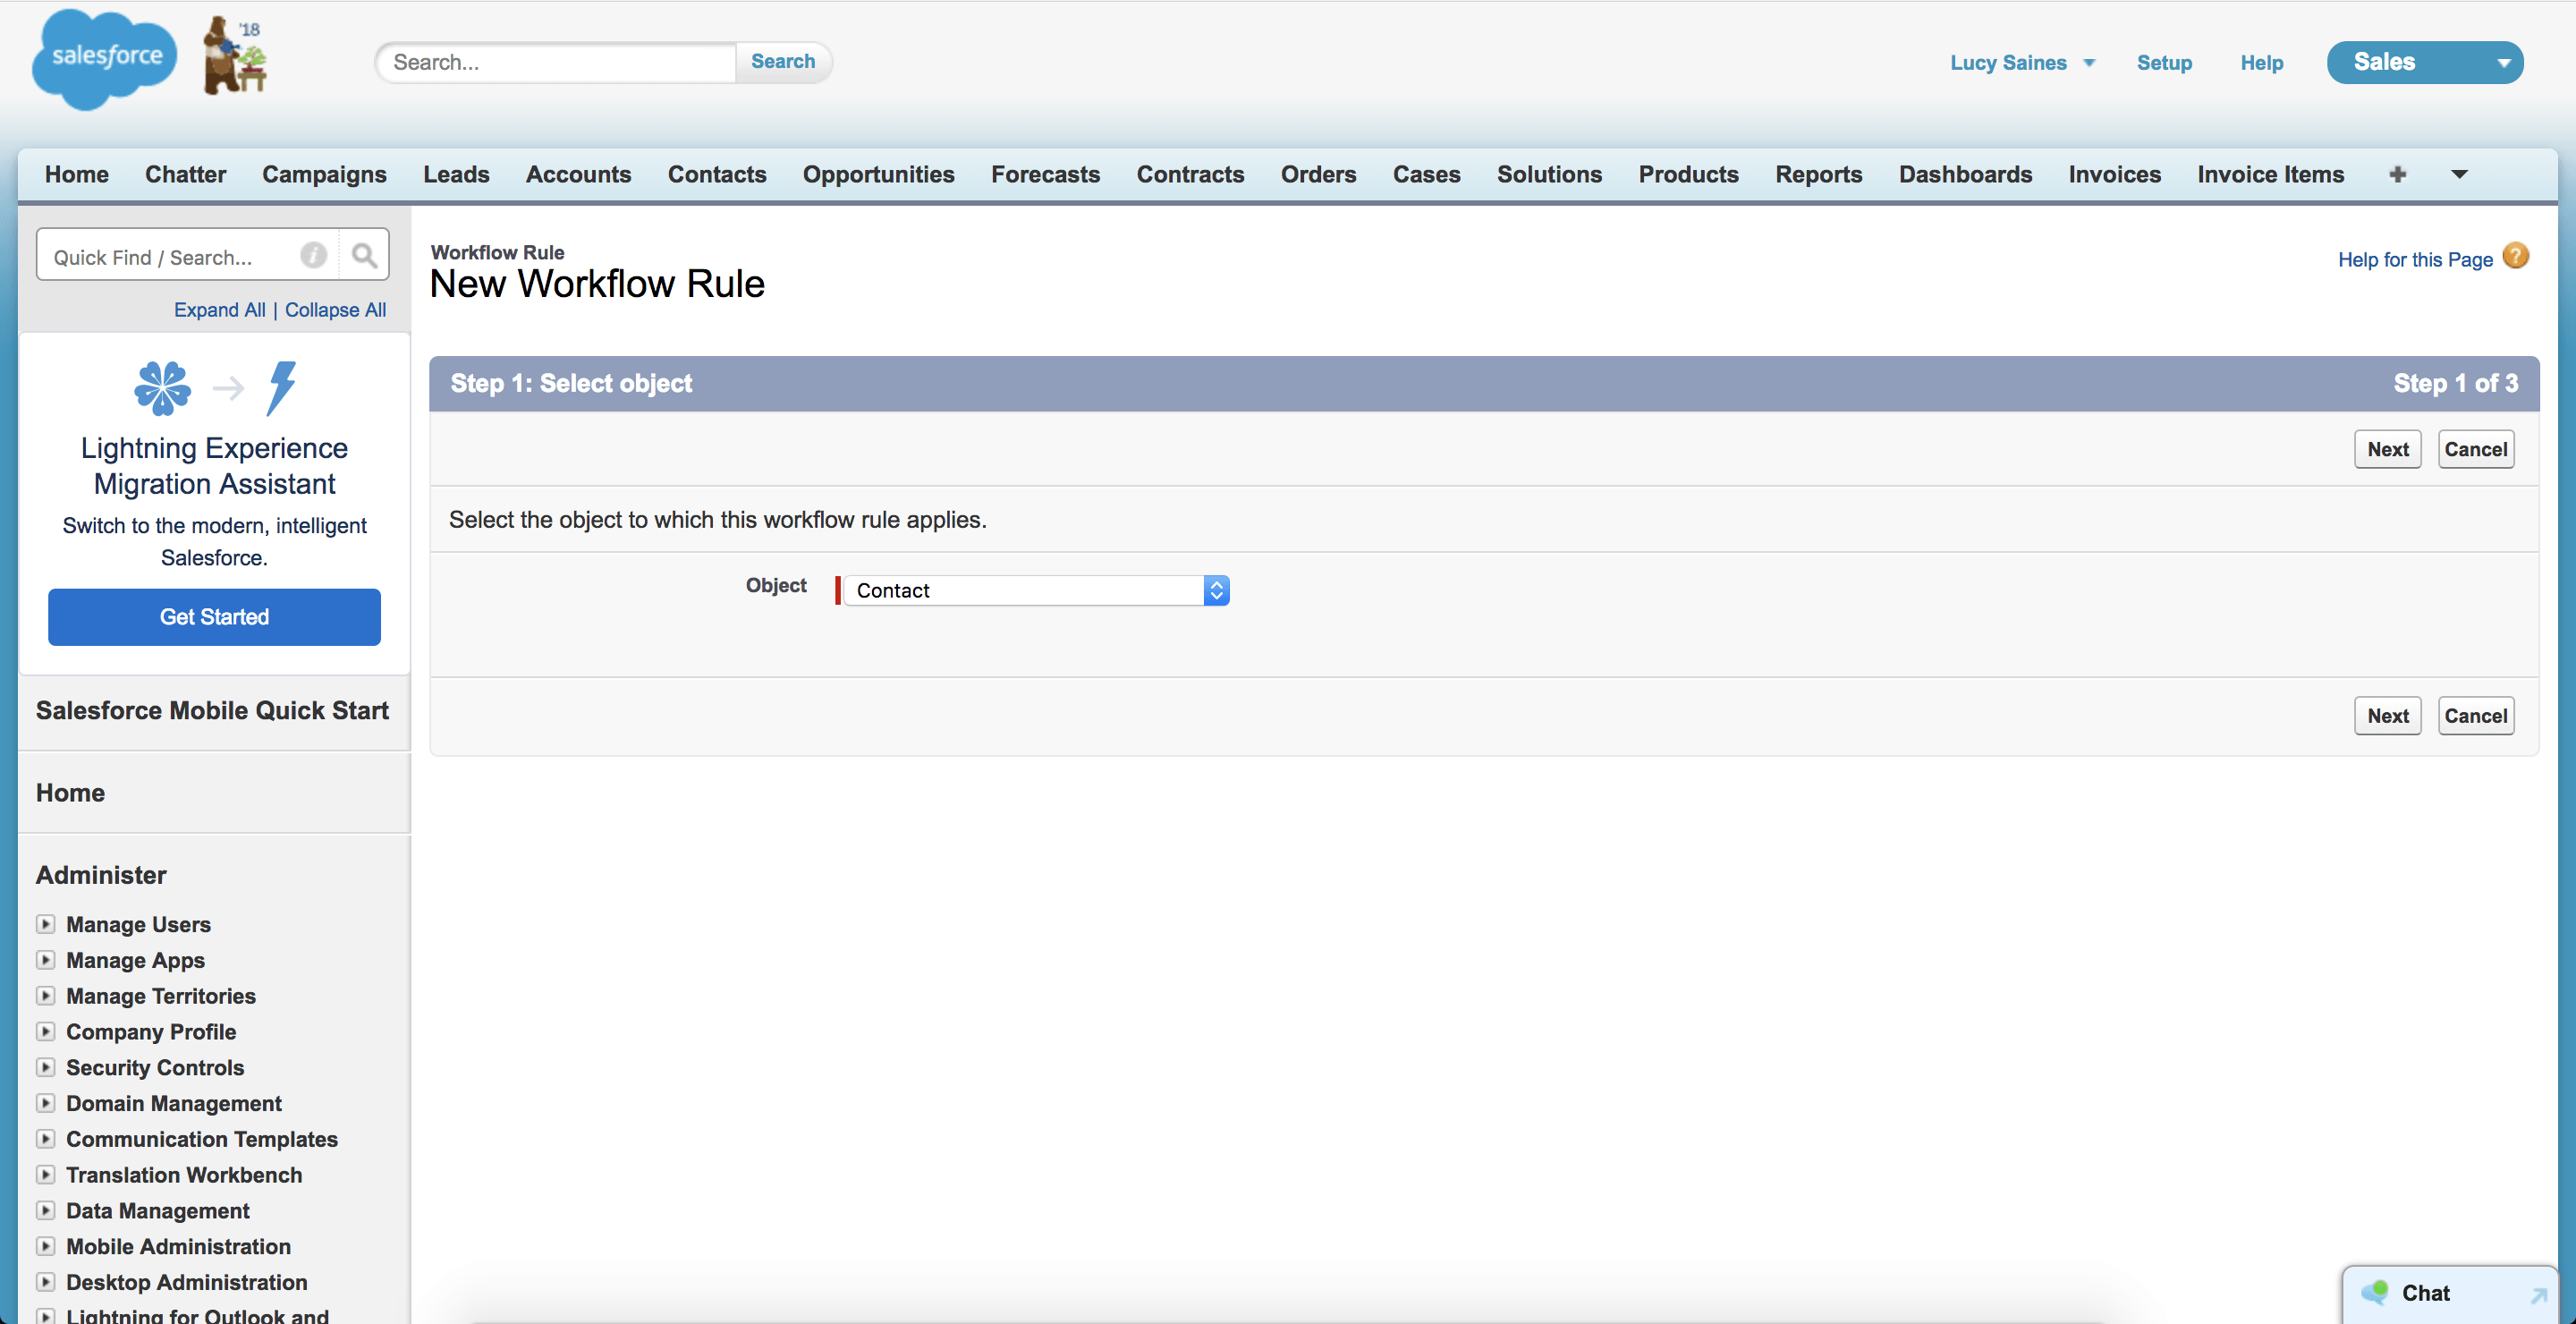 salesforce
'18
Search...
Search
Lucy Saines
Setup
Help
Sales
Home
Chatter
Campaigns
Leads
Accounts
Contacts
Opportunities
Forecasts
Contracts
Orders
Cases
Solutions
Products
Reports
Dashboards
Invoices
Invoice Items
Quick Find / Search...
Expand All | Collapse All
Lightning Experience
Migration Assistant
Switch to the modern, intelligent
Salesforce.
Get Started
Salesforce Mobile Quick Start
Home
Administer
Manage Users
Manage Apps
Manage Territories
Company Profile
Security Controls
Domain Management
Communication Templates
Translation Workbench
Data Management
Mobile Administration
Desktop Administration
Lightning for Outlook and
Workflow Rule
New Workflow Rule
Help for this Page
Step 1: Select object
Step 1 of 3
Next
Cancel
Select the object to which this workflow rule applies.
Object
Contact
Next
Cancel
Chat